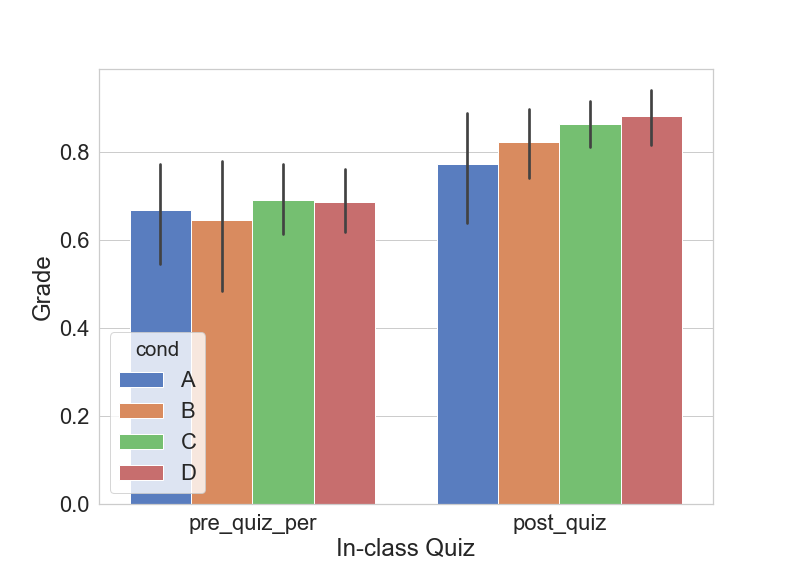 0.8
0.6
0.4
0.2
0.0
Grade
cond
A
B
C
D
pre_quiz_per
post_quiz
In-class Quiz